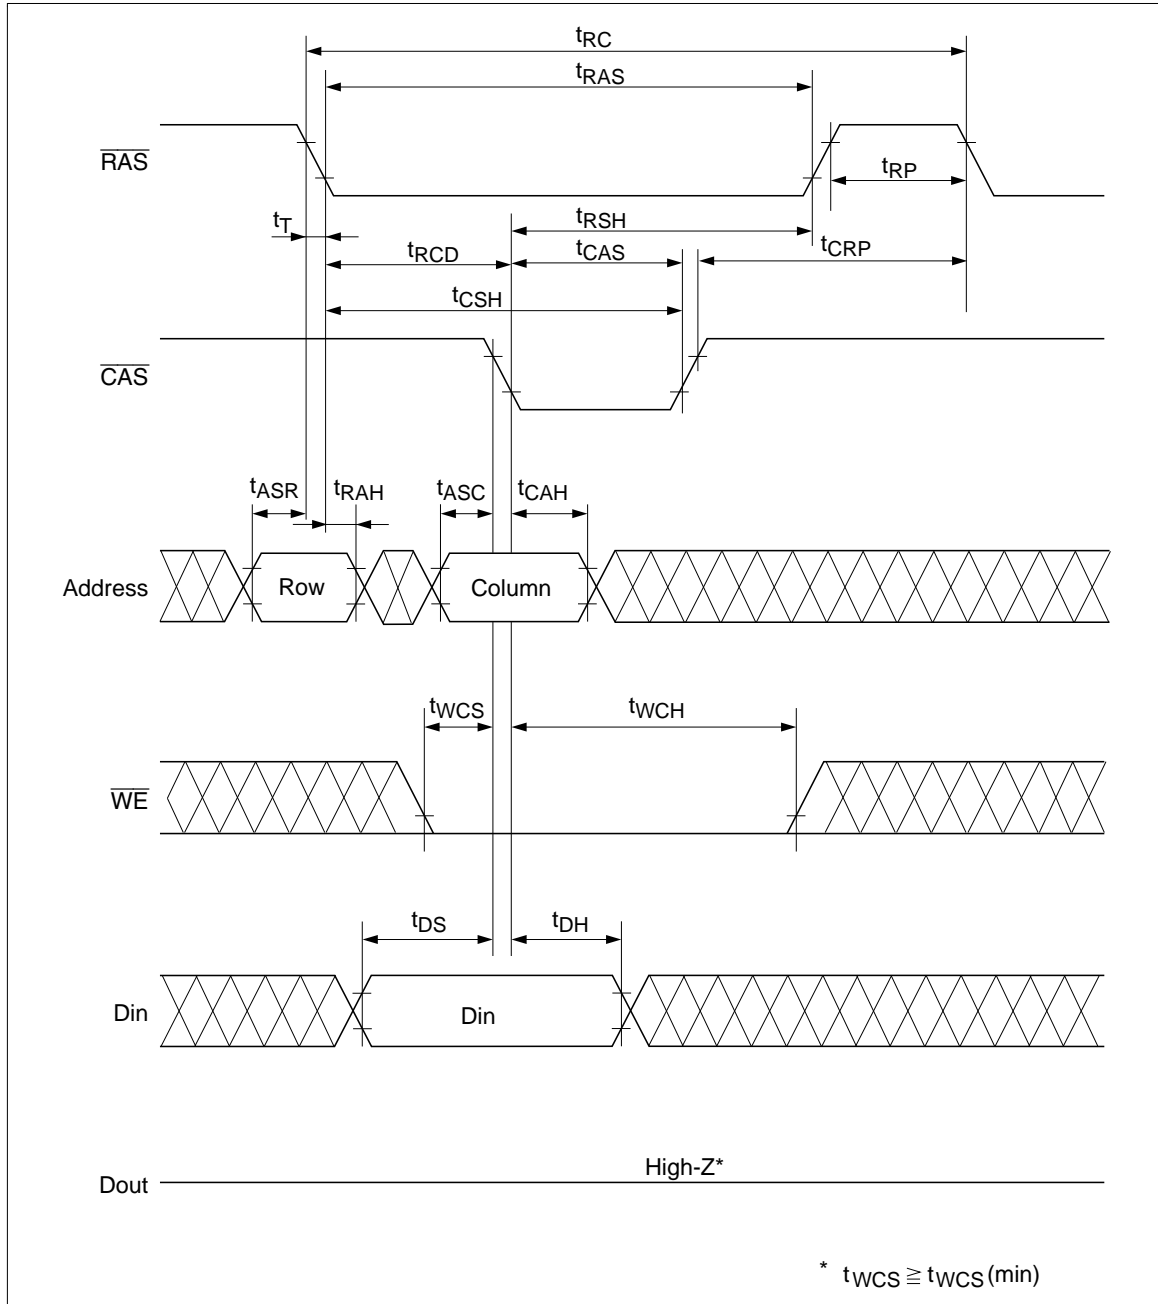 tRC
tRAS
RAS
tRP
tT
tRSH
tRCD
tCAS
tCRP
tCSH
CAS
tASR
tRAH
tASC
tCAH
Address
Row
Column
tWCS
tWCH
WE
tDS
tDH
Din
Din
High-Z*
Dout
* tWCS ≧ tWCS(min)